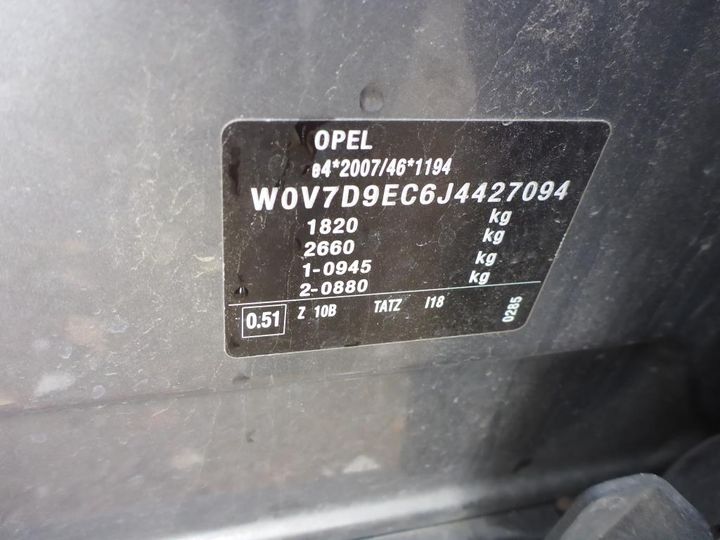 OPEL
e4*2007/46*1194
W0V7D9EC6J4427094
1820 kg
2660 kg
1-0945 kg
2-0880 kg
0.51 Z 10B TATZ I18 0285